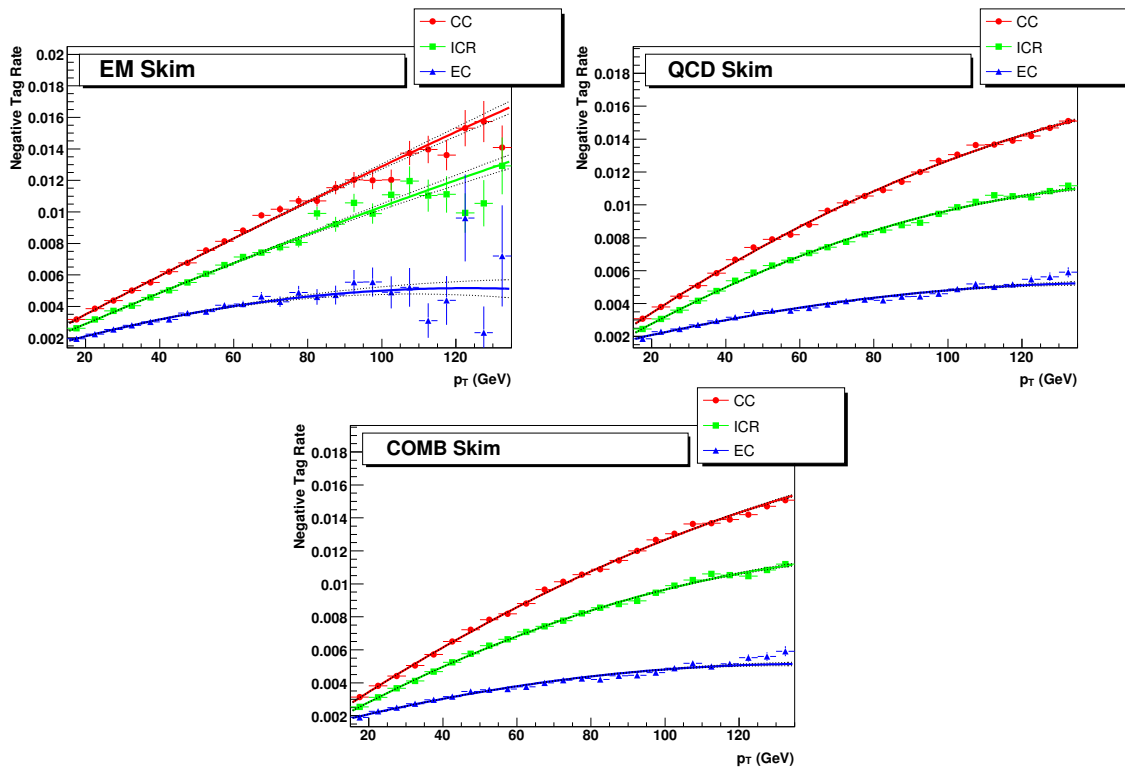 CC
ICR
EC
EM Skim
Negative Tag Rate
0.02
0.018
0.016
0.014
0.012
0.01
0.008
0.006
0.004
0.002
20 40 60 80 100 120
pT (GeV)
CC
ICR
EC
QCD Skim
Negative Tag Rate
0.018
0.016
0.014
0.012
0.01
0.008
0.006
0.004
0.002
20 40 60 80 100 120
pT (GeV)
CC
ICR
EC
COMB Skim
Negative Tag Rate
0.018
0.016
0.014
0.012
0.01
0.008
0.006
0.004
0.002
20 40 60 80 100 120
pT (GeV)